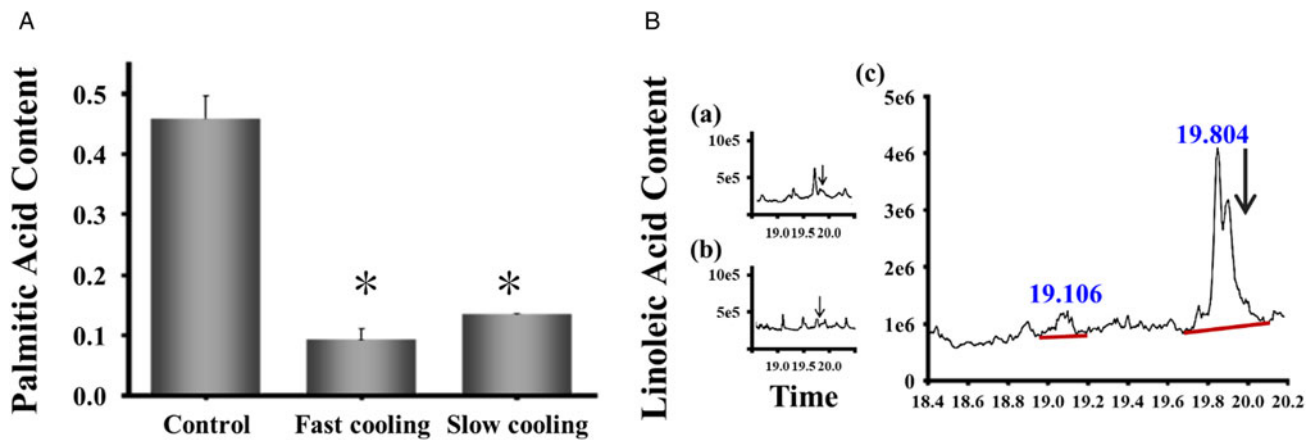 A
B
Palmitic Acid Content
0.5
0.4
0.3
0.2
0.1
0.0
*
*
Control
Fast cooling
Slow cooling
Linoleic Acid Content
(a)
10e5
5e5
19.0 19.5 20.0
(b)
10e5
5e5
19.0 19.5 20.0
Time
(c)
5e6
4e6
3e6
2e6
1e6
0
19.804
19.106
18.4 18.6 18.8 19.0 19.2 19.4 19.6 19.8 20.0 20.2